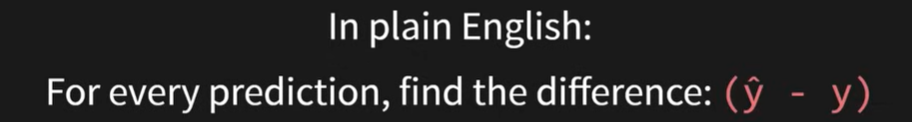 In plain English:
For every prediction, find the difference: (ŷ - y)